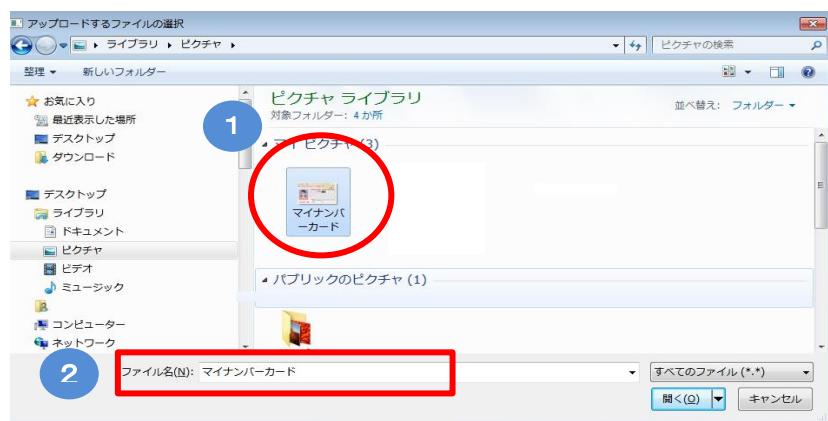 アップロードするファイルの選択
ライブラリ ピクチャ
ピクチャの検索
整理 新しいフォルダー
お気に入り
最近表示した場所
デスクトップ
ダウンロード
デスクトップ
ライブラリ
ドキュメント
ピクチャ
ビデオ
ミュージック
コンピューター
ネットワーク
ピクチャ ライブラリ
対象フォルダー: 4 か所
並べ替え: フォルダー
1
マイ ピクチャ (3)
マイナンバ
ーカード
パブリックのピクチャ (1)
2
ファイル名(N): マイナンバーカード
すべてのファイル (*.*)
開く(O)
キャンセル